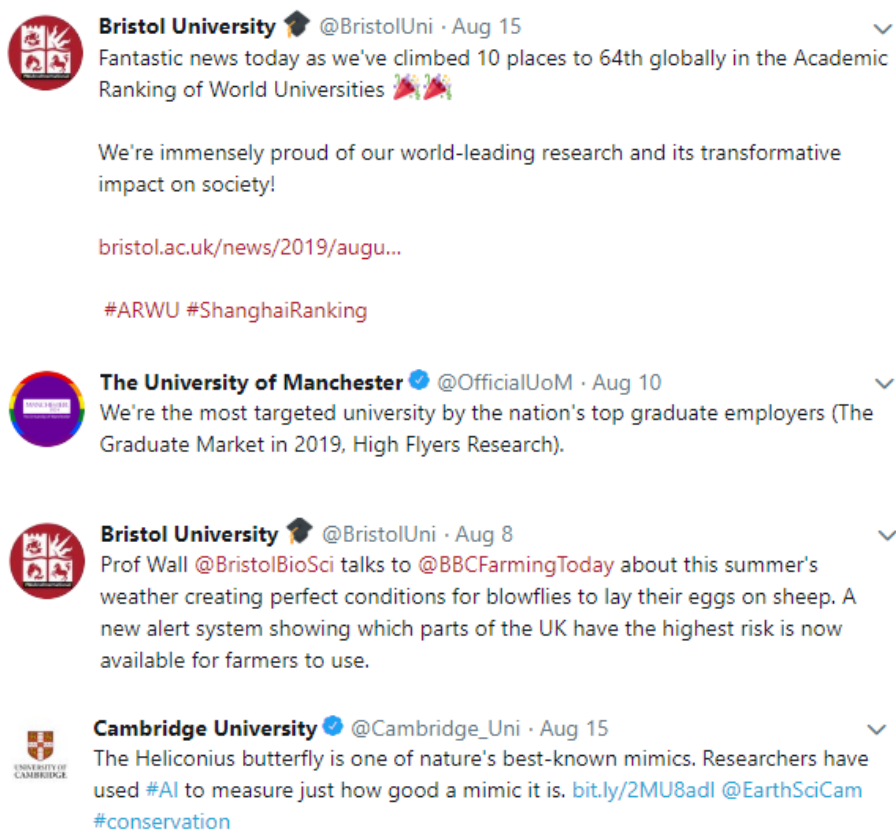 Bristol University 🎓 @BristolUni · Aug 15
Fantastic news today as we've climbed 10 places to 64th globally in the Academic
Ranking of World Universities 🎉🎉
We're immensely proud of our world-leading research and its transformative
impact on society!
bristol.ac.uk/news/2019/augu...
#ARWU #ShanghaiRanking
The University of Manchester @OfficialUoM · Aug 10
We're the most targeted university by the nation's top graduate employers (The
Graduate Market in 2019, High Flyers Research).
Bristol University 🎓 @BristolUni · Aug 8
Prof Wall @BristolBioSci talks to @BBCFarmingToday about this summer's
weather creating perfect conditions for blowflies to lay their eggs on sheep. A
new alert system showing which parts of the UK have the highest risk is now
available for farmers to use.
UNIVERSITY OF
CAMBRIDGE
Cambridge University @Cambridge_Uni · Aug 15
The Heliconius butterfly is one of nature's best-known mimics. Researchers have
used #AI to measure just how good a mimic it is. bit.ly/2MU8adI @EarthSciCam
#conservation